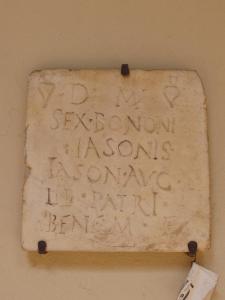 D M
SEX·BONONI
IASONIS
IASON·AVG
LIB PATRI
BENE M F